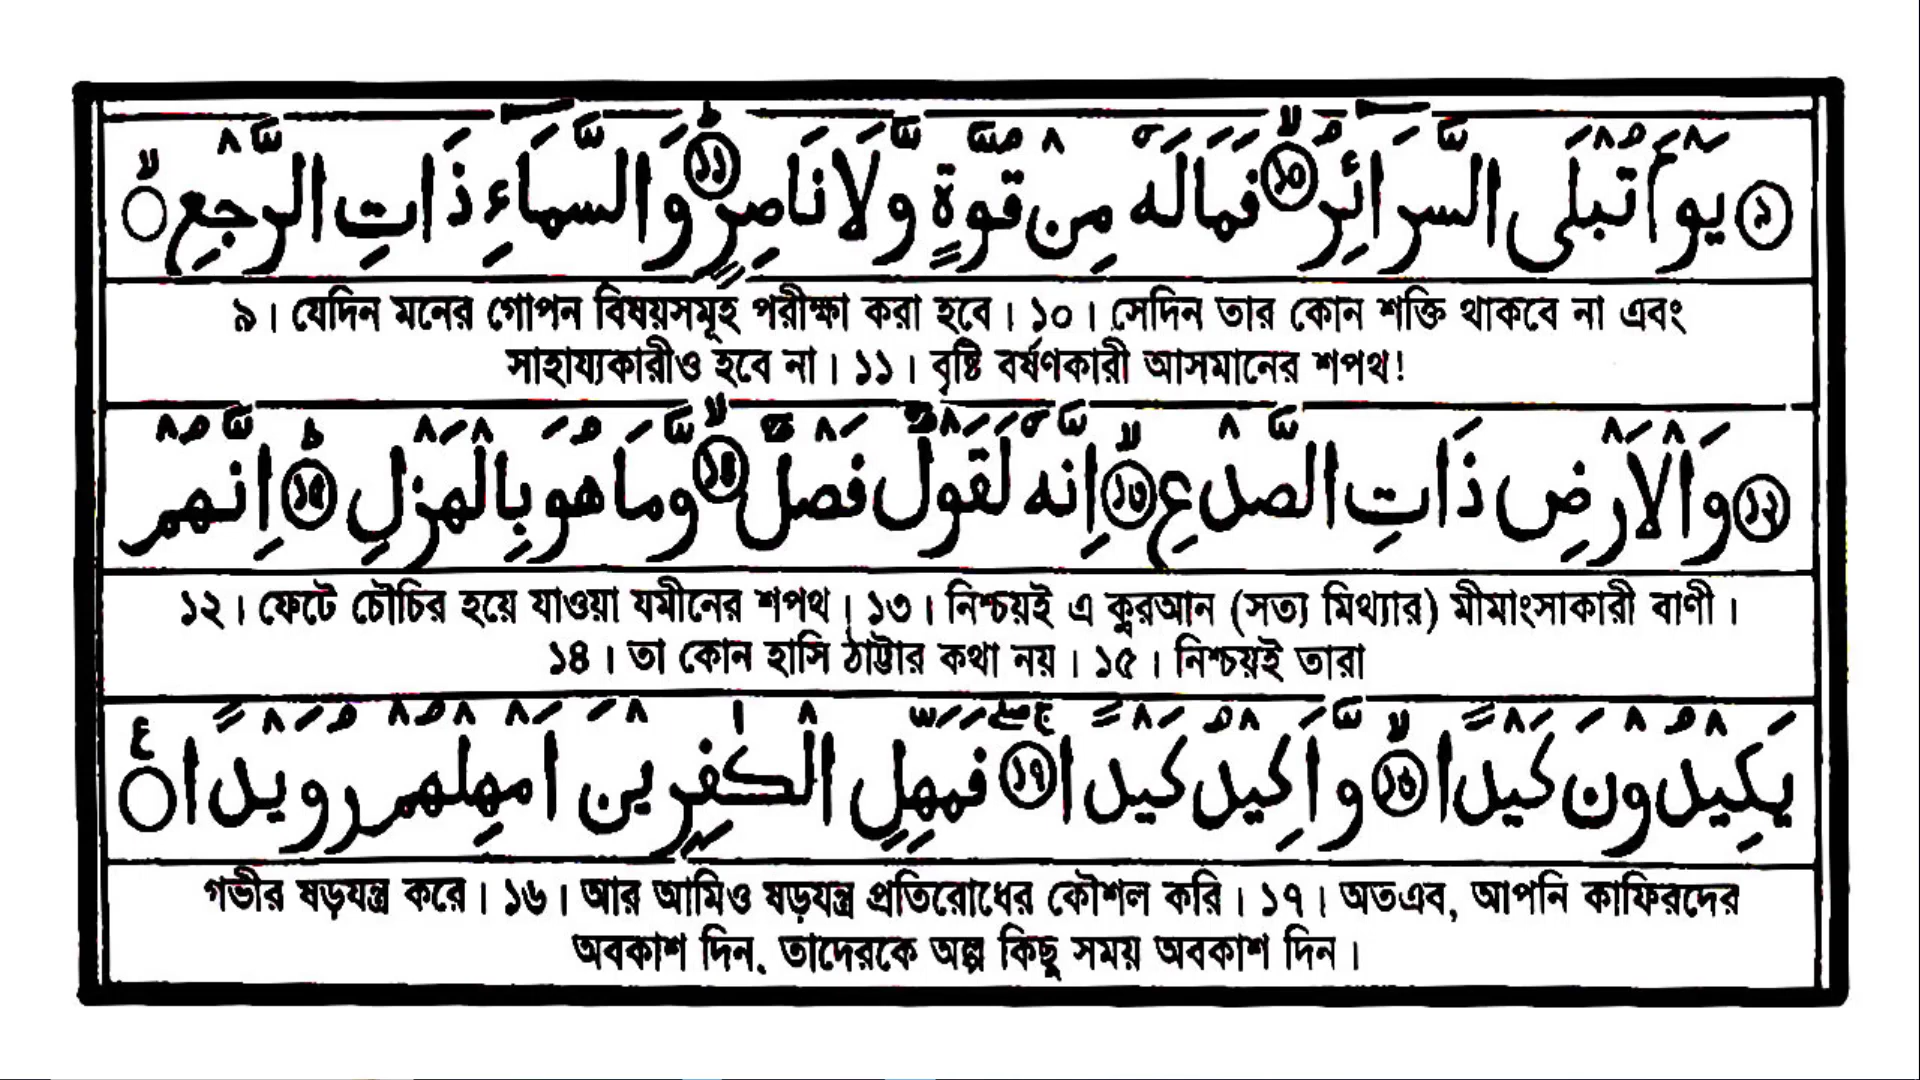 ۝٩ يَوْمَ تُبْلَى السَّرَآئِرُ ۝١٠ فَمَالَهٗ مِنْ قُوَّةٍ وَّلَا نَاصِرٍ ۝١١ وَالسَّمَآءِ ذَاتِ الرَّجْعِ ۝
৯। যেদিন মনের গোপন বিষয়সমূহ পরীক্ষা করা হবে। ১০। সেদিন তার কোন শক্তি থাকবে না এবং
সাহায্যকারীও হবে না। ১১। বৃষ্টি বর্ষণকারী আসমানের শপথ!
۝١٢ وَالْاَرْضِ ذَاتِ الصَّدْعِ ۝١٣ اِنَّهٗ لَقَوْلٌ فَصْلٌ ۝١٤ وَّمَا هُوَ بِالْهَزْلِ ۝١٥ اِنَّهُمْ
১২। ফেটে চৌচির হয়ে যাওয়া যমীনের শপথ। ১৩। নিশ্চয়ই এ কুরআন (সত্য মিথ্যার) মীমাংসাকারী বাণী।
১৪। তা কোন হাসি ঠাট্টার কথা নয়। ১৫। নিশ্চয়ই তারা
يَكِيْدُوْنَ كَيْدًا ۝١٦ وَّاَكِيْدُ كَيْدًا ۝١٧ فَمَهِّلِ الْكٰفِرِيْنَ اَمْهِلْهُمْ رُوَيْدًا ۝
গভীর ষড়যন্ত্র করে। ১৬। আর আমিও ষড়যন্ত্র প্রতিরোধের কৌশল করি। ১৭। অতএব, আপনি কাফিরদের
অবকাশ দিন, তাদেরকে অল্প কিছু সময় অবকাশ দিন।